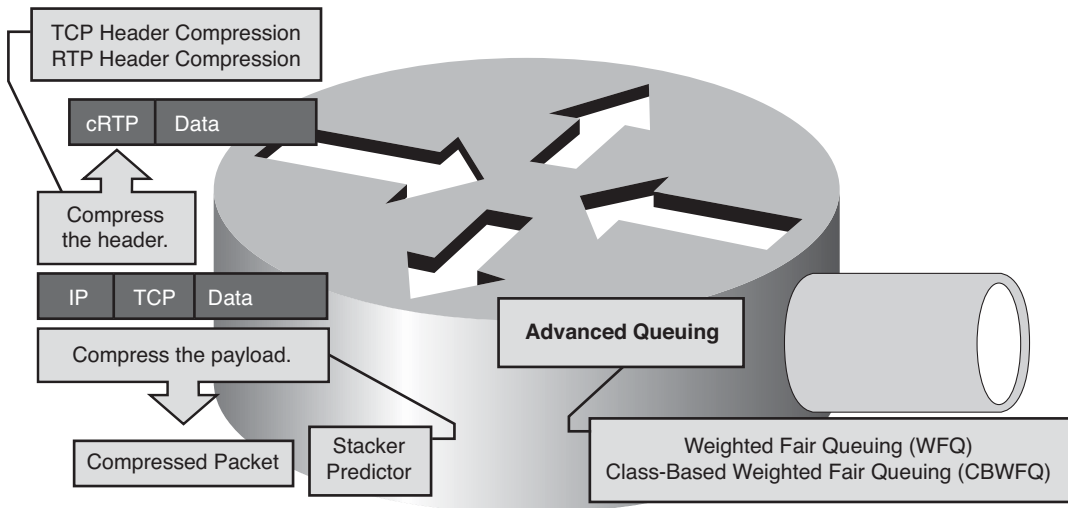 TCP Header Compression
RTP Header Compression
cRTP
Data
Compress
the header.
IP
TCP
Data
Compress the payload.
Compressed Packet
Stacker
Predictor
Advanced Queuing
Weighted Fair Queuing (WFQ)
Class-Based Weighted Fair Queuing (CBWFQ)